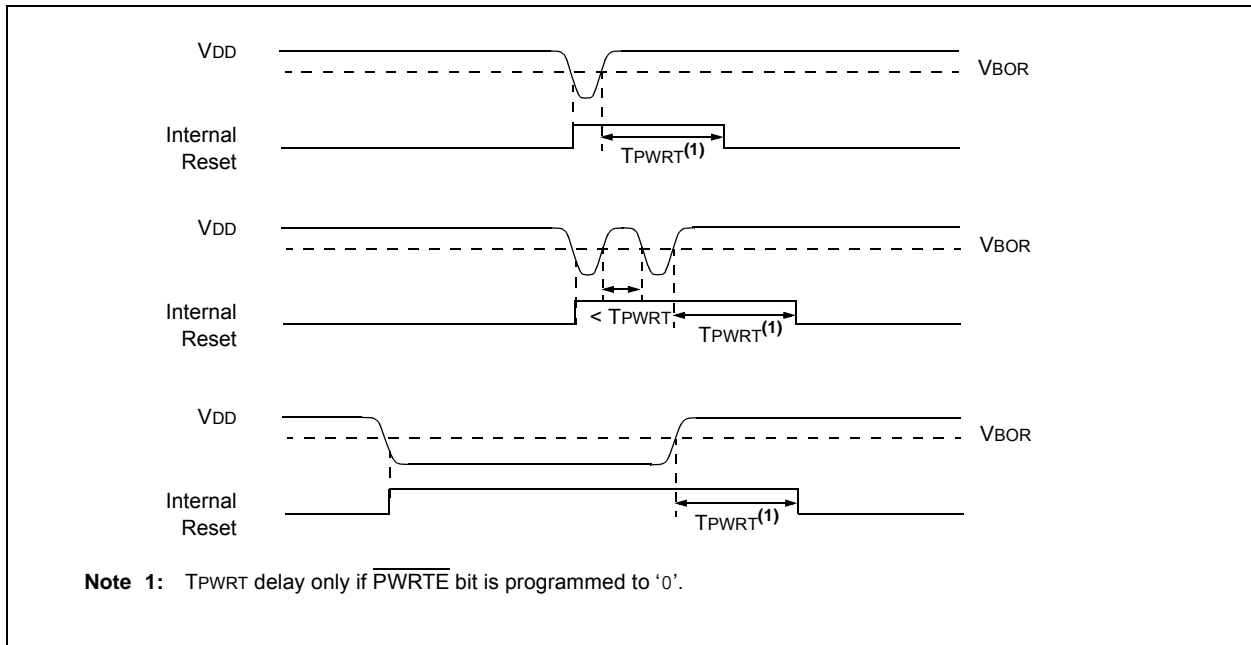 VDD
VBOR
Internal
Reset
TPWRT(1)
VDD
VBOR
Internal
Reset
< TPWRT
TPWRT(1)
VDD
VBOR
Internal
Reset
TPWRT(1)
Note 1: TPWRT delay only if PWRTE bit is programmed to ‘0’.